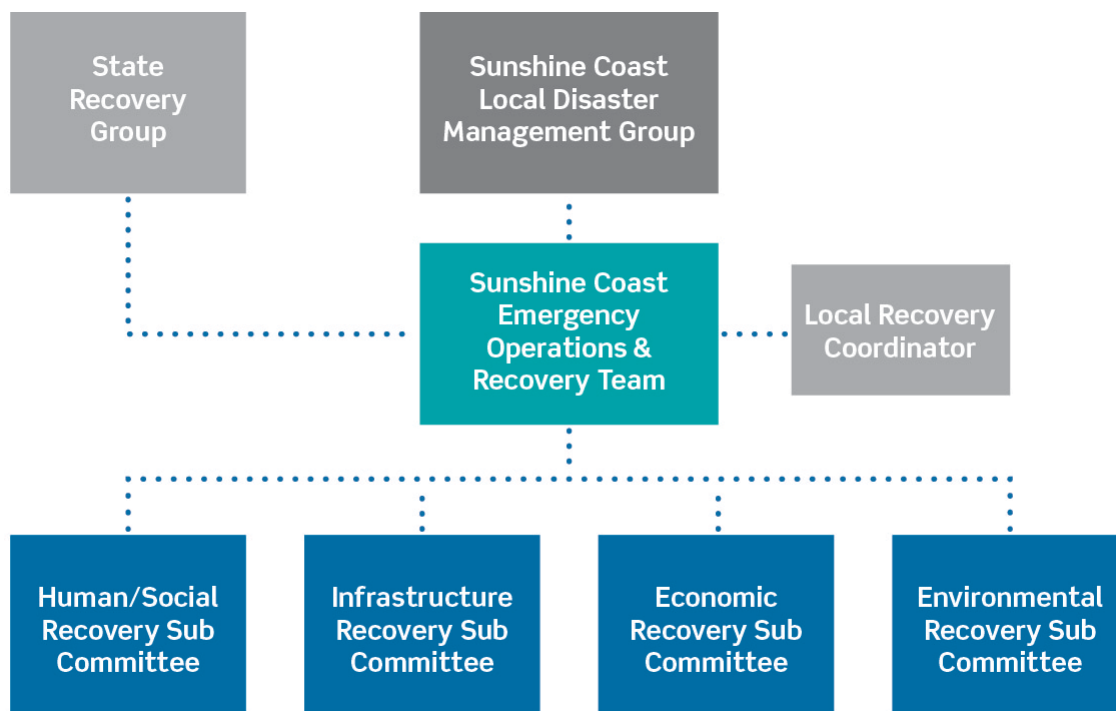 State
Recovery
Group
Sunshine Coast
Local Disaster
Management Group
Sunshine Coast
Emergency
Operations &
Recovery Team
Local Recovery
Coordinator
Human/Social
Recovery Sub
Committee
Infrastructure
Recovery Sub
Committee
Economic
Recovery Sub
Committee
Environmental
Recovery Sub
Committee